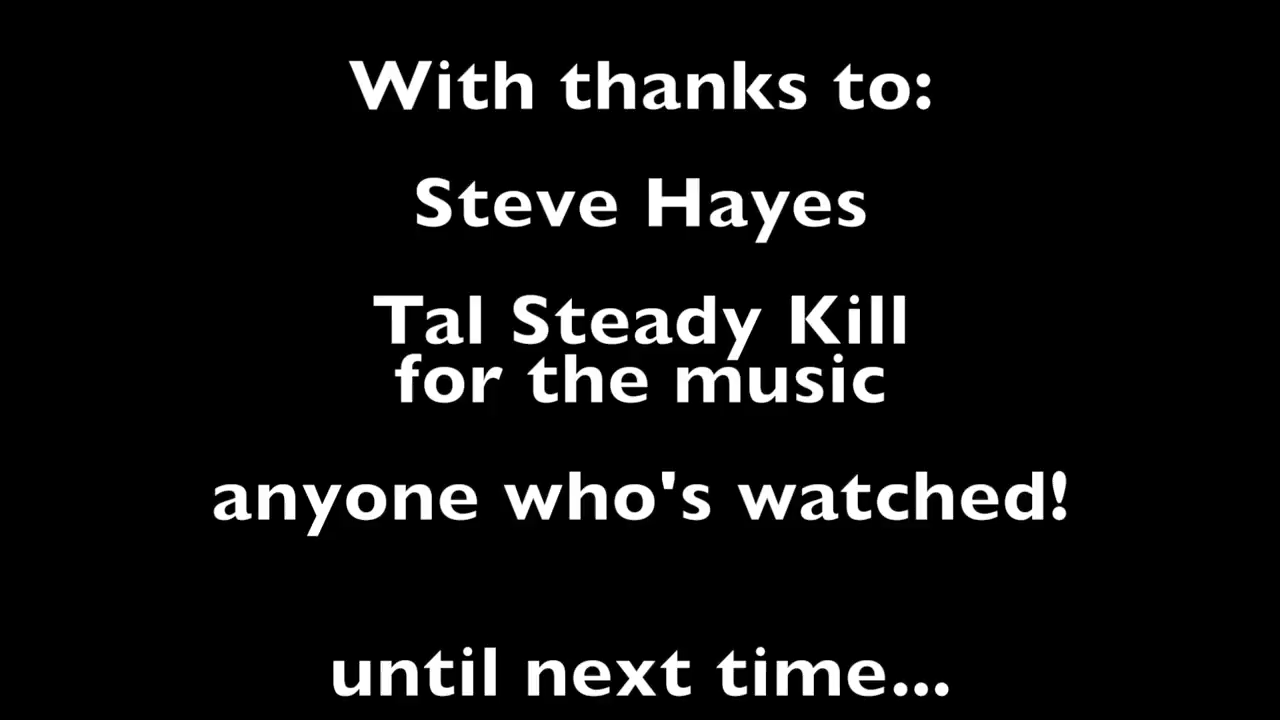 With thanks to:
Steve Hayes
Tal Steady Kill
for the music
anyone who's watched!
until next time...